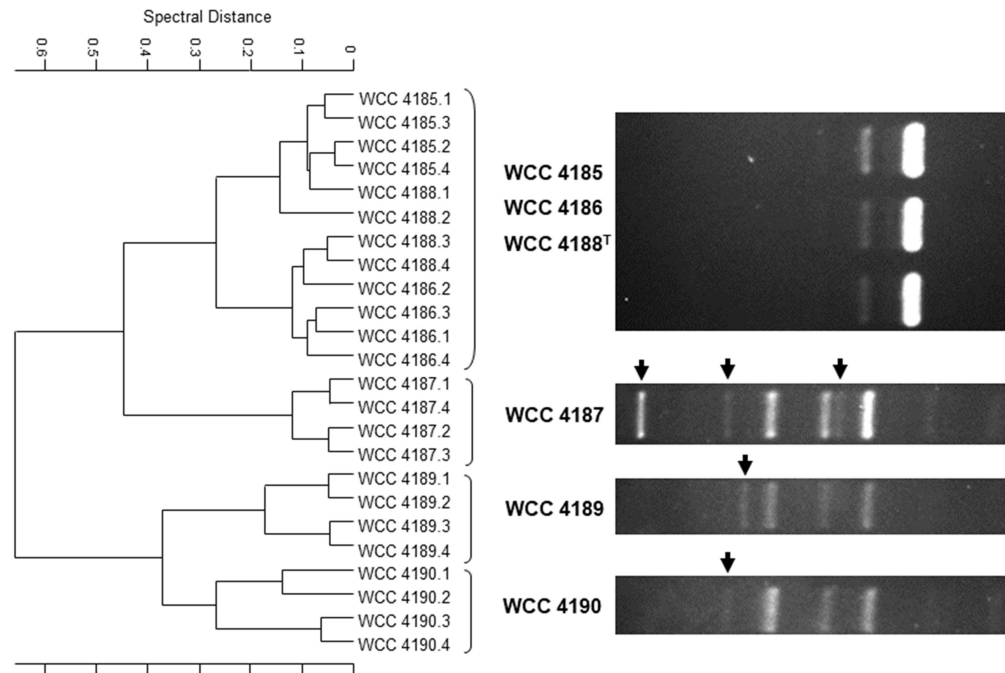 Spectral Distance
0.6 0.5 0.4 0.3 0.2 0.1 0
WCC 4185.1
WCC 4185.3
WCC 4185.2
WCC 4185.4
WCC 4188.1
WCC 4188.2
WCC 4188.3
WCC 4188.4
WCC 4186.2
WCC 4186.3
WCC 4186.1
WCC 4186.4
WCC 4187.1
WCC 4187.4
WCC 4187.2
WCC 4187.3
WCC 4189.1
WCC 4189.2
WCC 4189.3
WCC 4189.4
WCC 4190.1
WCC 4190.2
WCC 4190.3
WCC 4190.4
WCC 4185
WCC 4186
WCC 4188ᵀ
WCC 4187
WCC 4189
WCC 4190